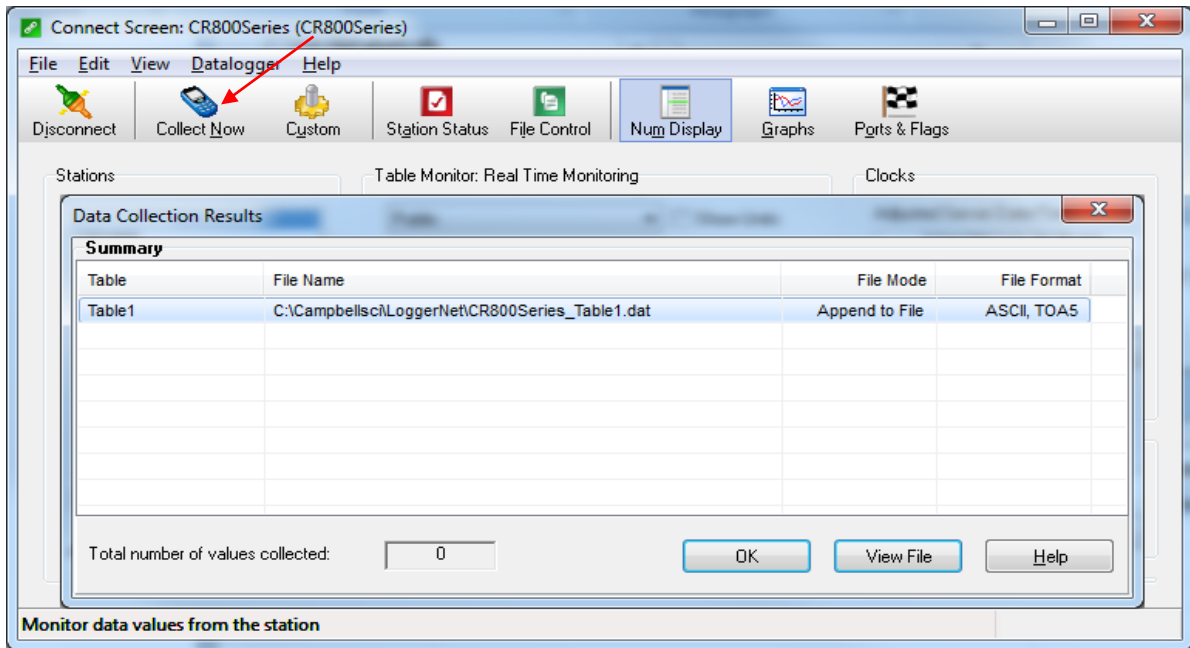 Connect Screen: CR800Series (CR800Series)
File Edit View Datalogger Help
Disconnect Collect Now Custom Station Status File Control Num Display Graphs Ports & Flags
Stations Table Monitor: Real Time Monitoring Clocks
Data Collection Results
Summary
Table File Name File Mode File Format
Table1 C:\Campbellsci\LoggerNet\CR800Series_Table1.dat Append to File ASCII, TOA5
Total number of values collected: 0 OK View File Help
Monitor data values from the station